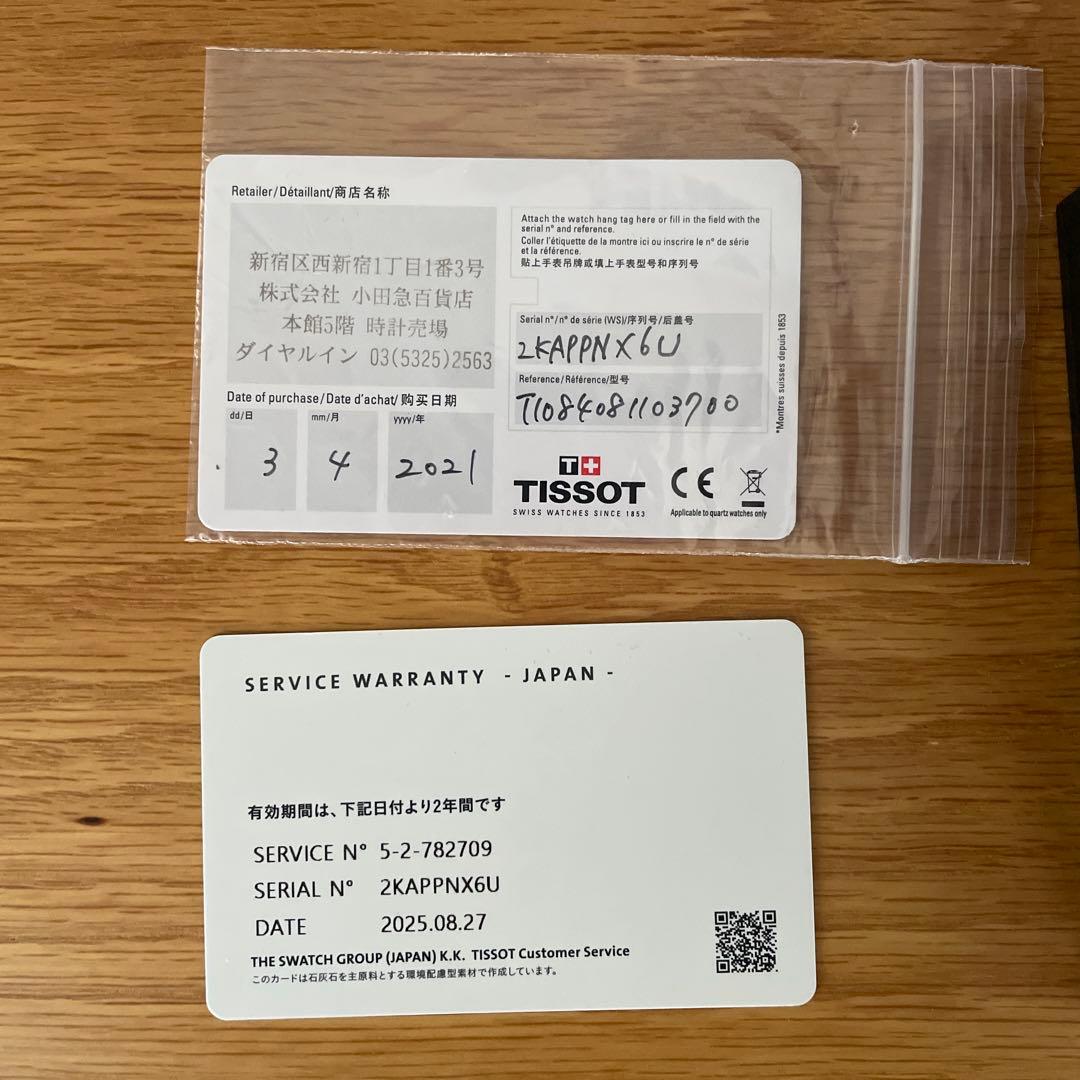 Retailer/Détaillant/商店名称
新宿区西新宿1丁目1番3号
株式会社 小田急百貨店
本館5階 時計売場
ダイヤルイン 03(5325)2563
Date of purchase/Date d'achat/购买日期
dd/日 mm/月 yyyy/年
3 4 2021
Attach the watch hang tag here or fill in the field with the
serial n° and reference.
Coller l'étiquette de la montre ici ou inscrire le n° de série
et la référence.
贴上手表吊牌或填上手表型号和序列号
Serial n°/n° de série (WS)/序列号/后盖号
2KAPPNX6U
Reference/Référence/型号
T1084081103700
*Montres suisses depuis 1853
T+
TISSOT
SWISS WATCHES SINCE 1853
CE
Applicable to quartz watches only
SERVICE WARRANTY - JAPAN -
有効期間は、下記日付より2年間です
SERVICE N° 5-2-782709
SERIAL N° 2KAPPNX6U
DATE 2025.08.27
THE SWATCH GROUP (JAPAN) K.K. TISSOT Customer Service
このカードは石灰石を主原料とする環境配慮型素材で作成しています。